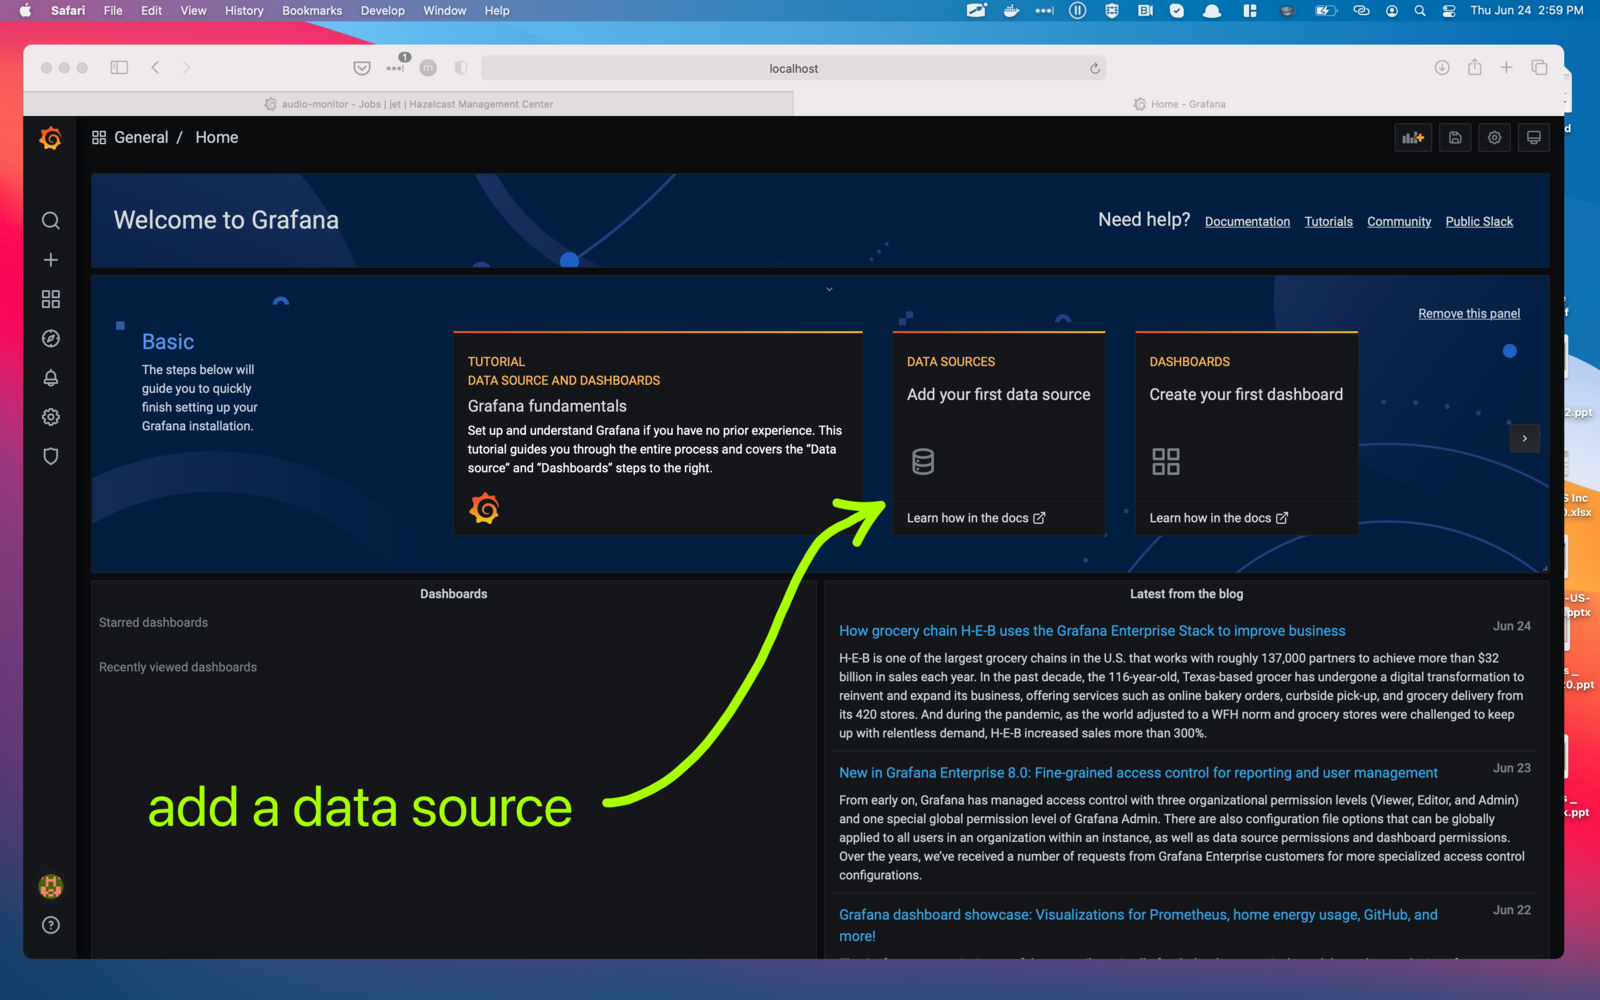 Safari File Edit View History Bookmarks Develop Window Help
Thu Jun 24 2:59 PM
1
m
localhost
audio-monitor - Jobs | jet | Hazelcast Management Center
Home - Grafana
General / Home
Welcome to Grafana
Need help? Documentation Tutorials Community Public Slack
Remove this panel
Basic
The steps below will
guide you to quickly
finish setting up your
Grafana installation.
TUTORIAL
DATA SOURCE AND DASHBOARDS
Grafana fundamentals
Set up and understand Grafana if you have no prior experience. This
tutorial guides you through the entire process and covers the “Data
source” and “Dashboards” steps to the right.
DATA SOURCES
Add your first data source
Learn how in the docs
DASHBOARDS
Create your first dashboard
Learn how in the docs
Dashboards
Starred dashboards
Recently viewed dashboards
add a data source
Latest from the blog
How grocery chain H-E-B uses the Grafana Enterprise Stack to improve business
Jun 24
H-E-B is one of the largest grocery chains in the U.S. that works with roughly 137,000 partners to achieve more than $32
billion in sales each year. In the past decade, the 116-year-old, Texas-based grocer has undergone a digital transformation to
reinvent and expand its business, offering services such as online bakery orders, curbside pick-up, and grocery delivery from
its 420 stores. And during the pandemic, as the world adjusted to a WFH norm and grocery stores were challenged to keep
up with relentless demand, H-E-B increased sales more than 300%.
New in Grafana Enterprise 8.0: Fine-grained access control for reporting and user management
Jun 23
From early on, Grafana has managed access control with three organizational permission levels (Viewer, Editor, and Admin)
and one special global permission level of Grafana Admin. There are also configuration file options that can be globally
applied to all users in an organization within an instance, as well as data source permissions and dashboard permissions.
Over the years, we’ve received a number of requests from Grafana Enterprise customers for more specialized access control
configurations.
Grafana dashboard showcase: Visualizations for Prometheus, home energy usage, GitHub, and
more!
Jun 22
d
2.ppt
S Inc
0.xlsx
-US-
pptx
s_
0.ppt
s_
k.ppt